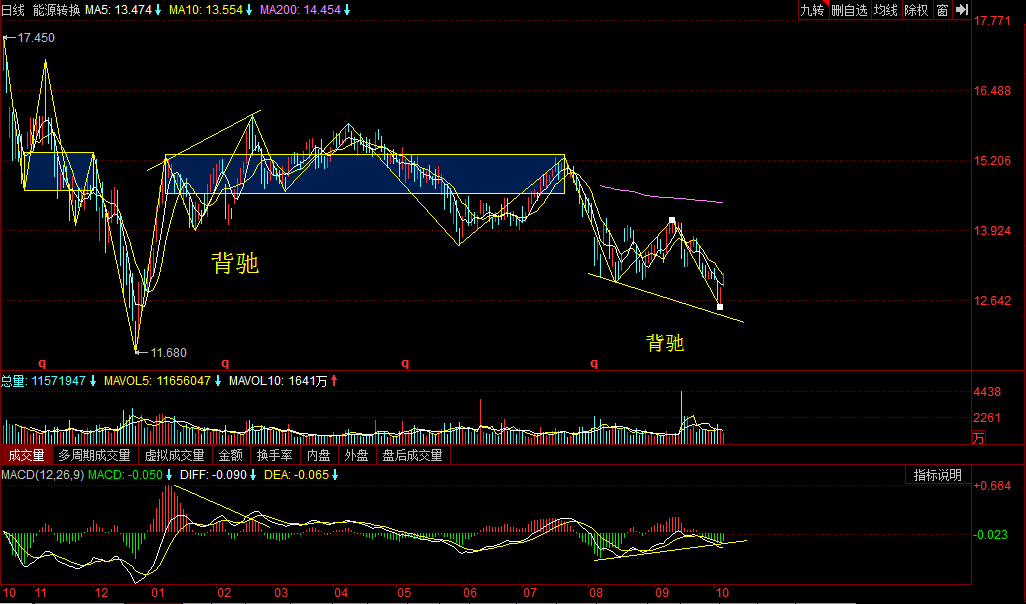 日线 能源转换 MA5: 13.474↓ MA10: 13.554↓ MA200: 14.454↓ 九转 删自选 均线 除权 窗
17.771
17.450
16.488
15.206
13.924
背驰
12.642
背驰
11.680
q q q q
总量: 11571947↓ MAVOL5: 11656047↓ MAVOL10: 1641万↑
4438
2261
万
成交量 多周期成交量 虚拟成交量 金额 换手率 内盘 外盘 盘后成交量
MACD(12,26,9) MACD: -0.050↓ DIFF: -0.090↓ DEA: -0.065↓ 指标说明
+0.664
-0.023
10 11 12 01 02 03 04 05 06 07 08 09 10